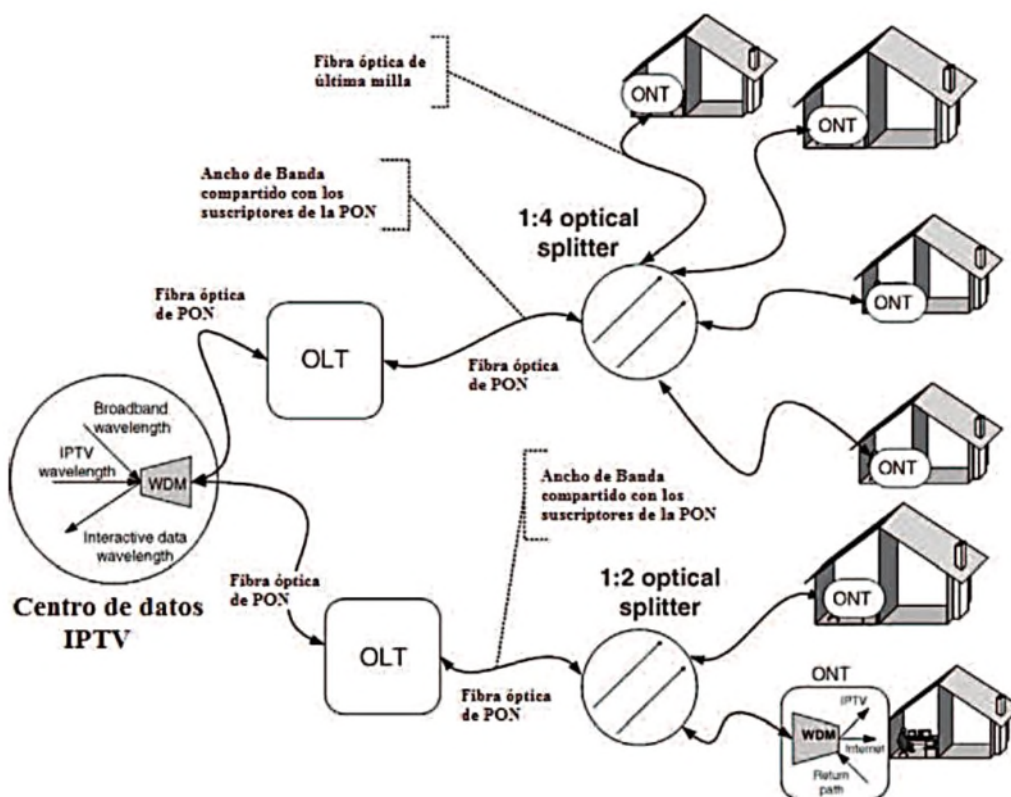 Fibra óptica de
última milla
ONT
ONT
Ancho de Banda
compartido con los
suscriptores de la PON
1:4 optical
splitter
Fibra óptica
de PON
ONT
OLT
Fibra óptica
de PON
Broadband
wavelength
IPTV
wavelength
WDM
Interactive data
wavelength
Centro de datos
IPTV
ONT
Ancho de Banda
compartido con los
suscriptores de la PON
Fibra óptica
de PON
1:2 optical
splitter
ONT
OLT
Fibra óptica
de PON
ONT
IPTV
WDM
Internet
Return
path